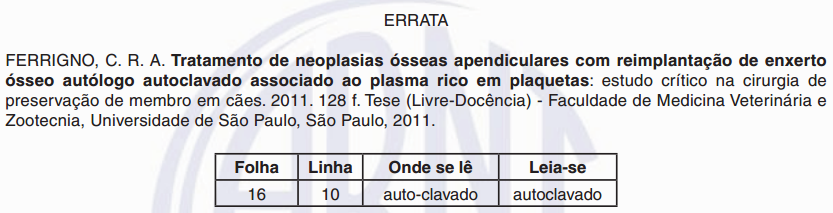 ERRATA
FERRIGNO, C. R. A. Tratamento de neoplasias ósseas apendiculares com reimplantação de enxerto
ósseo autólogo autoclavado associado ao plasma rico em plaquetas: estudo crítico na cirurgia de
preservação de membro em cães. 2011. 128 f. Tese (Livre-Docência) - Faculdade de Medicina Veterinária e
Zootecnia, Universidade de São Paulo, São Paulo, 2011.
Folha Linha Onde se lê Leia-se
16 10 auto-clavado autoclavado